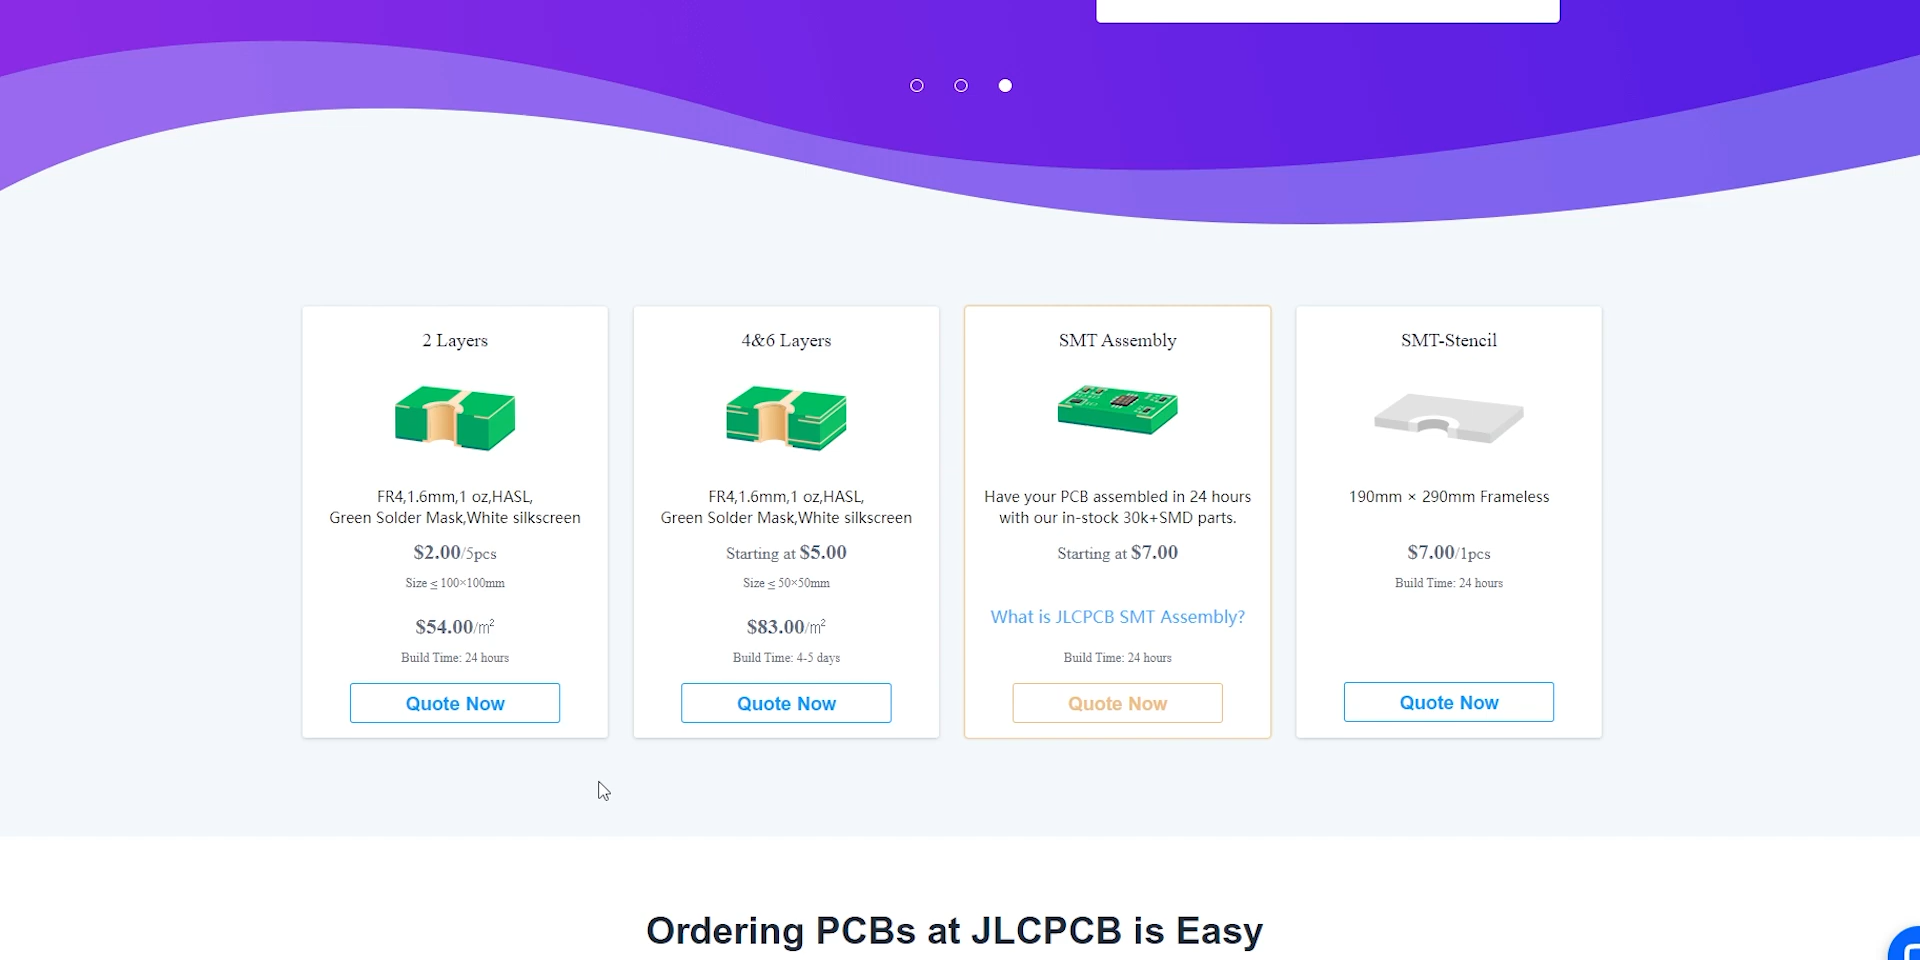 2 Layers
FR4,1.6mm,1 oz,HASL,
Green Solder Mask,White silkscreen
$2.00/5pcs
Size ≤ 100×100mm
$54.00/m²
Build Time: 24 hours
Quote Now
4&6 Layers
FR4,1.6mm,1 oz,HASL,
Green Solder Mask,White silkscreen
Starting at $5.00
Size ≤ 50×50mm
$83.00/m²
Build Time: 4-5 days
Quote Now
SMT Assembly
Have your PCB assembled in 24 hours
with our in-stock 30k+SMD parts.
Starting at $7.00
What is JLCPCB SMT Assembly?
Build Time: 24 hours
Quote Now
SMT-Stencil
190mm × 290mm Frameless
$7.00/1pcs
Build Time: 24 hours
Quote Now
Ordering PCBs at JLCPCB is Easy